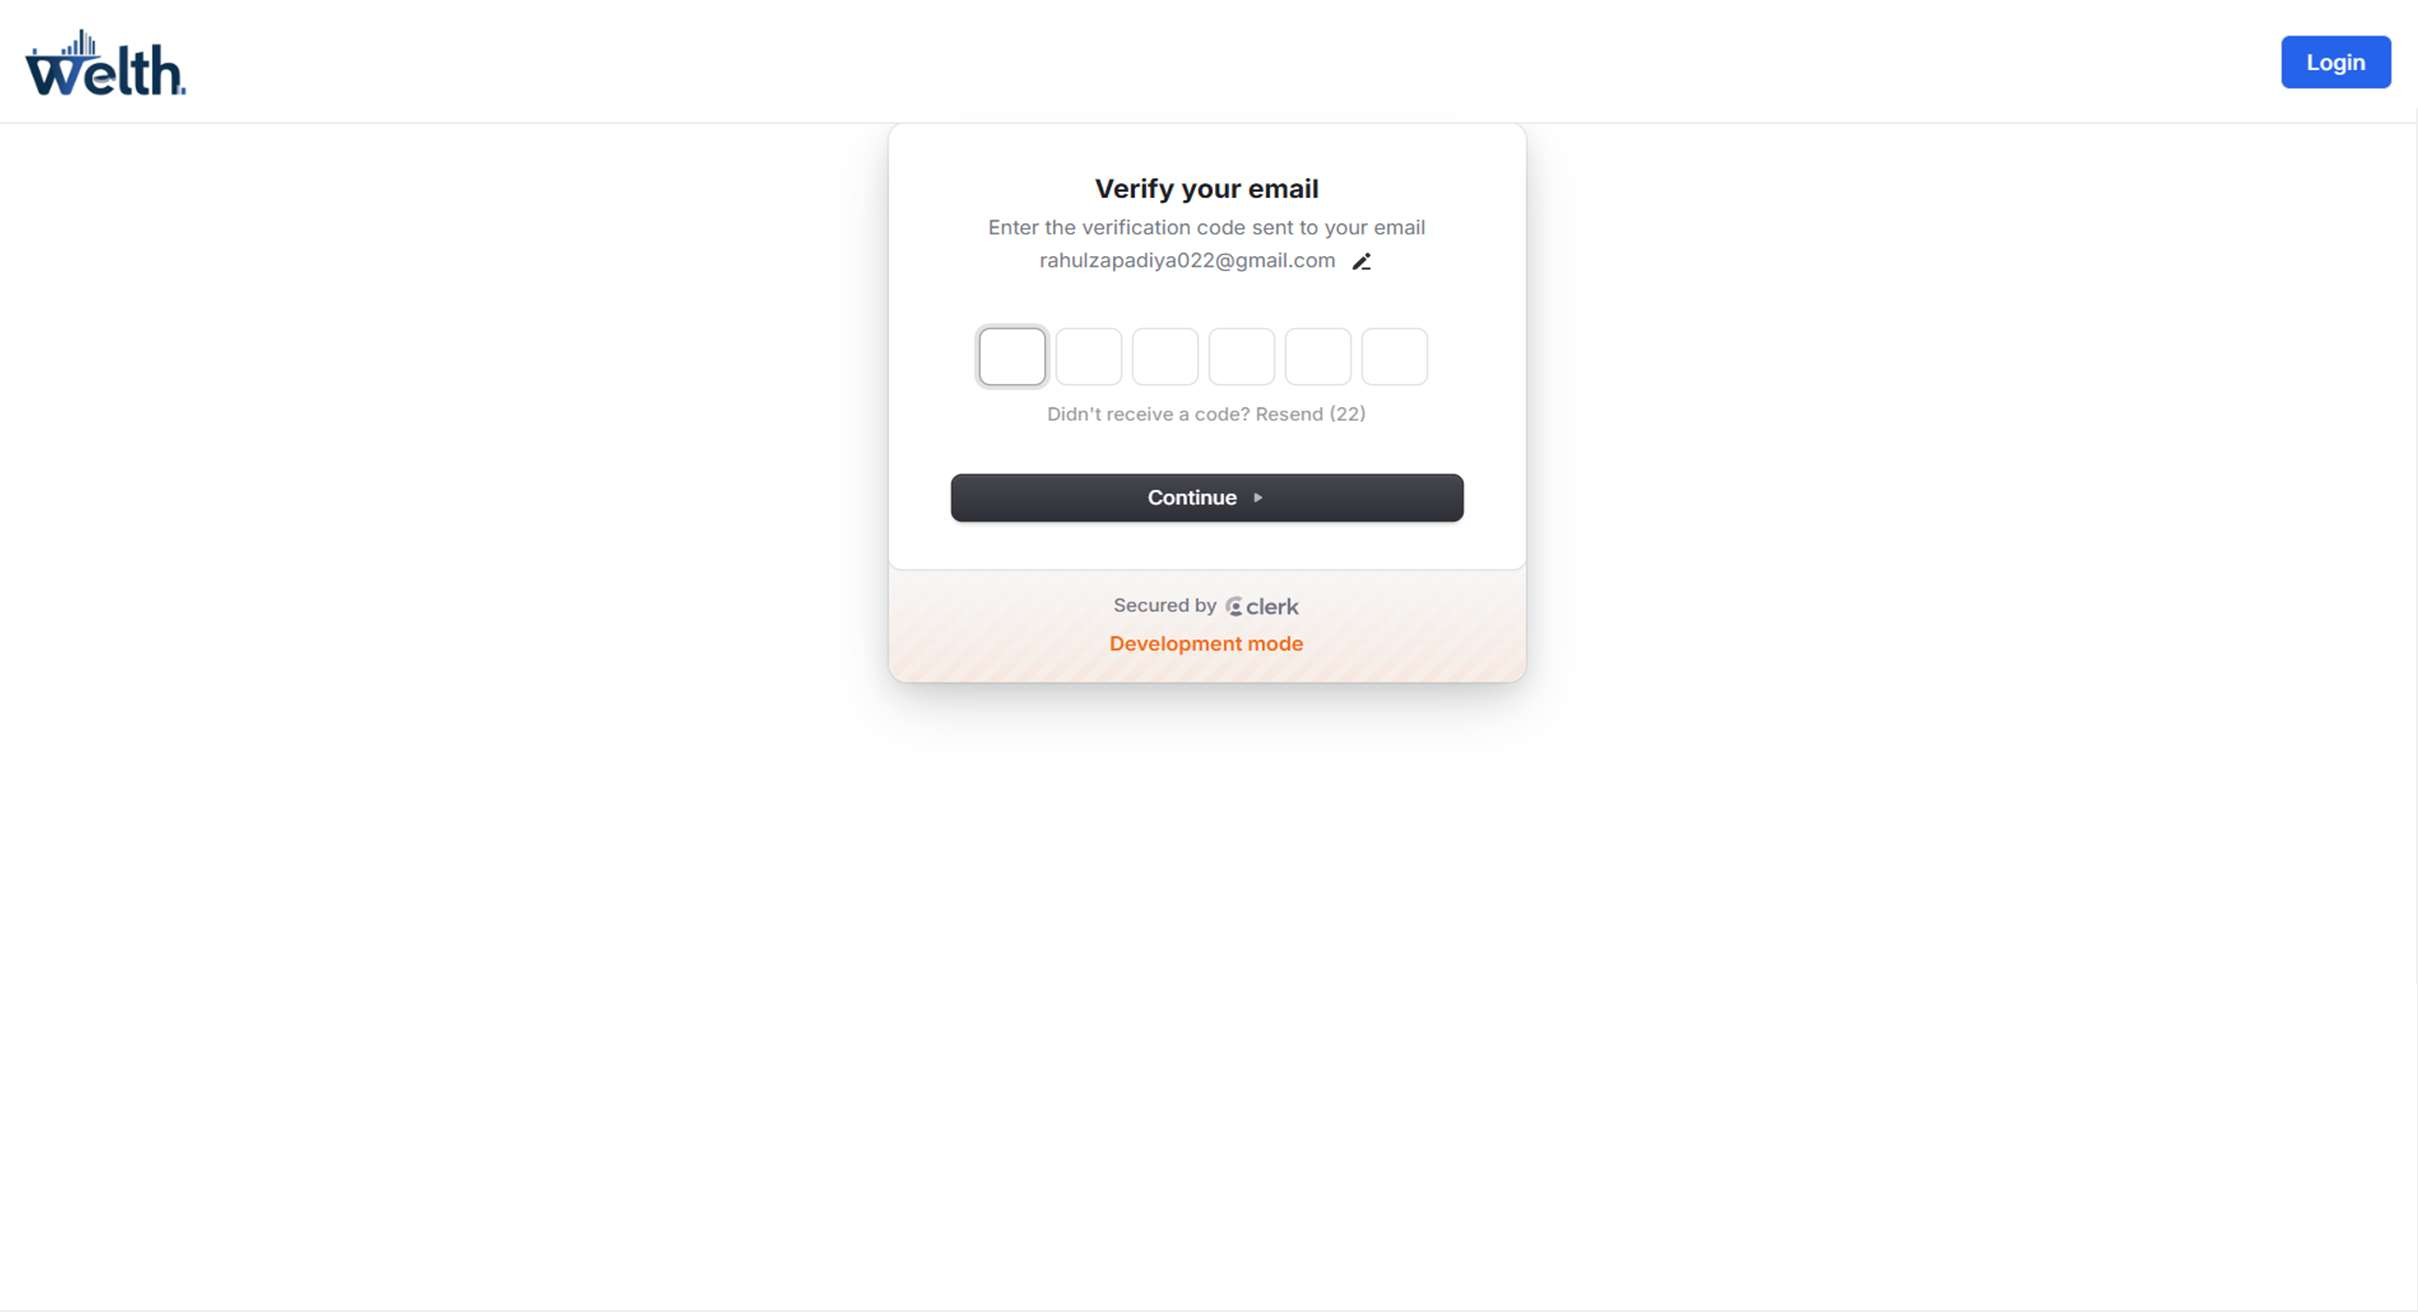 welth.
Login
Verify your email
Enter the verification code sent to your email
rahulzapadiya022@gmail.com
Didn't receive a code? Resend (22)
Continue
Secured by clerk
Development mode